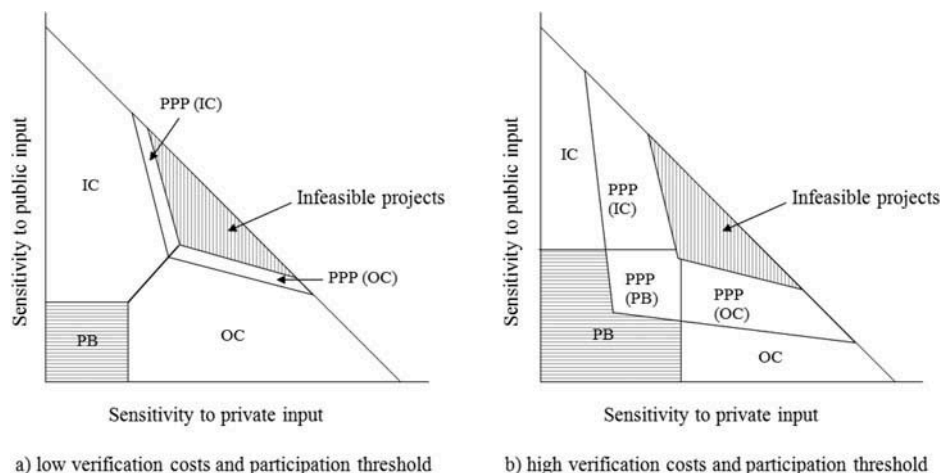 Sensitivity to public input
IC
PPP (IC)
Infeasible projects
PPP (OC)
PB
OC
Sensitivity to private input
a) low verification costs and participation threshold
Sensitivity to public input
IC
PPP
(IC)
Infeasible projects
PPP
(PB)
PPP
(OC)
PB
OC
Sensitivity to private input
b) high verification costs and participation threshold